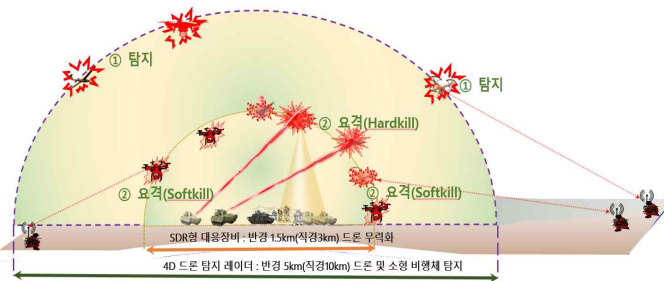 ① 탐지
① 탐지
② 요격(Hardkill)
② 요격(Softkill)
② 요격(Softkill)
SDR형 대응장비 : 반경 1.5km(직경3km) 드론 무력화
4D 드론 탐지 레이더 : 반경 5km(직경10km) 드론 및 소형 비행체 탐지